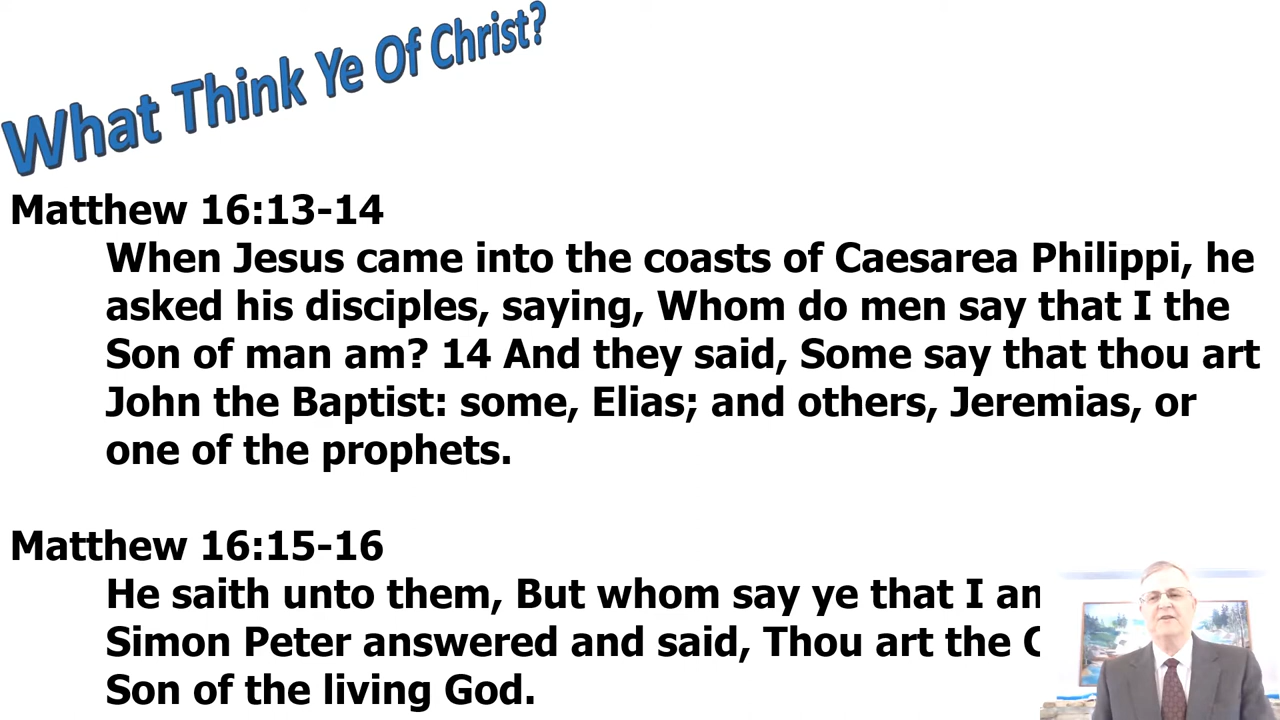 What Think Ye Of Christ?
Matthew 16:13-14
When Jesus came into the coasts of Caesarea Philippi, he
asked his disciples, saying, Whom do men say that I the
Son of man am? 14 And they said, Some say that thou art
John the Baptist: some, Elias; and others, Jeremias, or
one of the prophets.
Matthew 16:15-16
He saith unto them, But whom say ye that I
Simon Peter answered and said, Thou art the
Son of the living God.